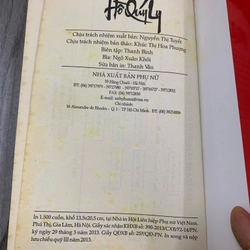 Hồ Quý Ly
Chịu trách nhiệm xuất bản: Nguyễn Thị Tuyết
Chịu trách nhiệm bản thảo: Khúc Thị Hoa Phượng
Biên tập: Thanh Bình
Bìa: Ngô Xuân Khôi
Sửa bản in: Thanh Vân
NHÀ XUẤT BẢN PHỤ NỮ
39 Hàng Chuối - Hà Nội.
Chi nhánh:
16 Alexandre de Rhodes - Q. 1 - TP Hồ Chí Minh.
In 1.500 cuốn, khổ 13,5x20,5 cm, tại Nhà in Hội Liên hiệp Phụ nữ Việt Nam.
Phú Thị, Gia Lâm, Hà Nội. Giấy xác nhận KHXB số: 390-2013/CXB/72-14/PN,
ký ngày 29 tháng 3 năm 2013. Giấy QĐXB số: 259/QĐ-PN. In xong và nộp
lưu chiểu quý III năm 2013.